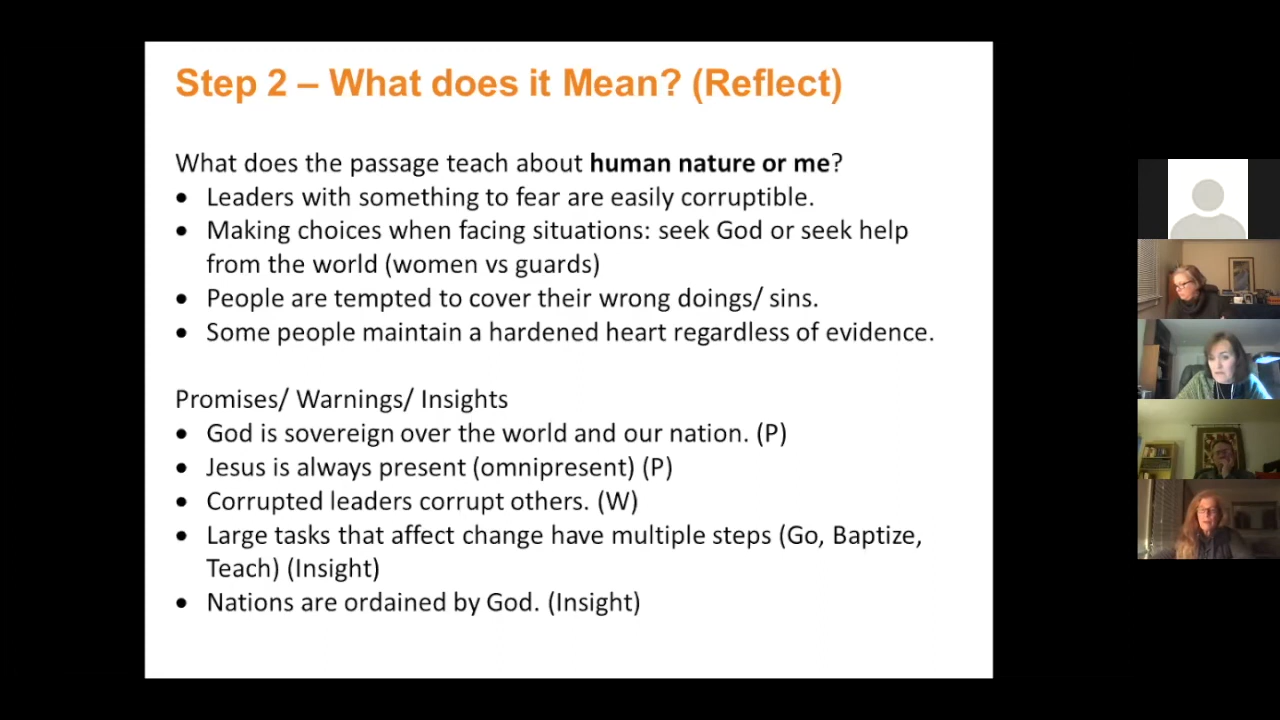 Step 2 – What does it Mean? (Reflect)
What does the passage teach about human nature or me?
• Leaders with something to fear are easily corruptible.
• Making choices when facing situations: seek God or seek help
from the world (women vs guards)
• People are tempted to cover their wrong doings/ sins.
• Some people maintain a hardened heart regardless of evidence.
Promises/ Warnings/ Insights
• God is sovereign over the world and our nation. (P)
• Jesus is always present (omnipresent) (P)
• Corrupted leaders corrupt others. (W)
• Large tasks that affect change have multiple steps (Go, Baptize,
Teach) (Insight)
• Nations are ordained by God. (Insight)